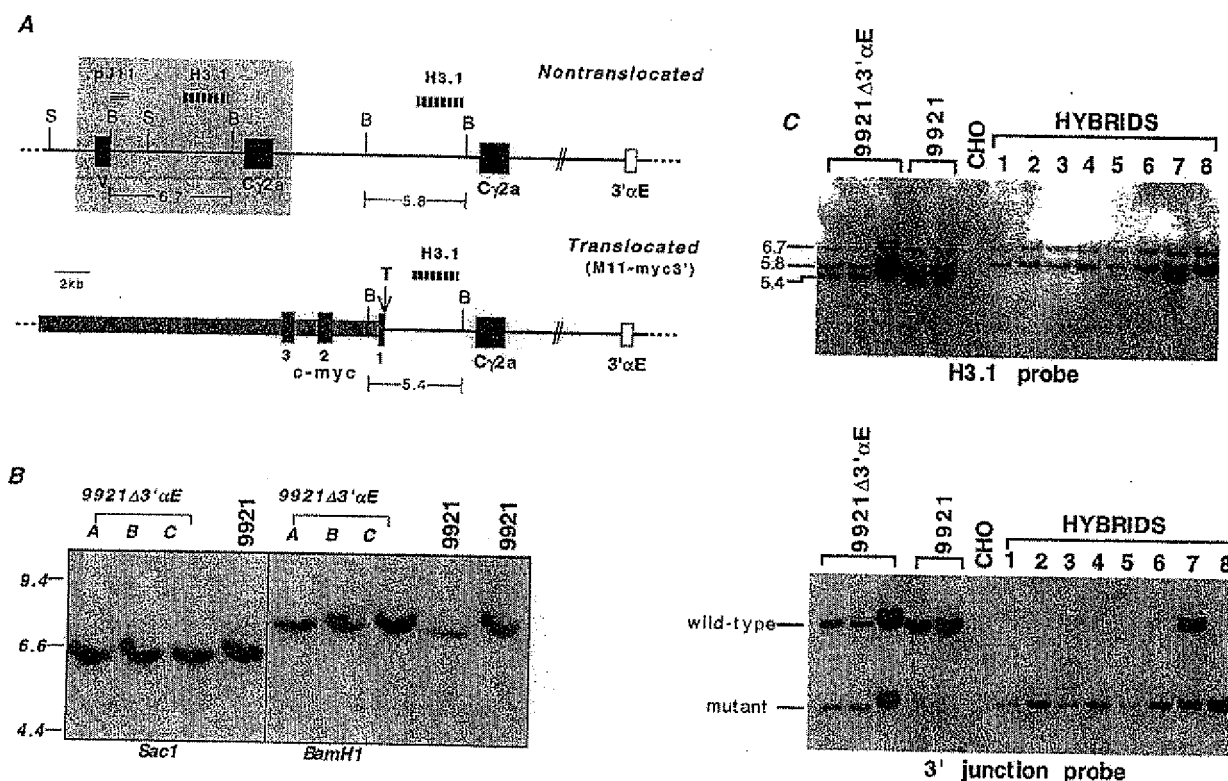 A
H3.1
Nontranslocated
H3.1
S
B
S
B
B
B
Cγ2a
6.7
5.8
Cγ2a
3'αE
Translocated
(M11-myc3')
H3.1
T
2kb
B
B
3 2 1
c-myc
5.4
Cγ2a
3'αE
B
9921Δ3'αE
A B C
9921
9921Δ3'αE
A B C
9921
9921
9.4
6.6
4.4
Sac1
BamH1
C
9921Δ3'αE
9921
CHO
HYBRIDS
1 2 3 4 5 6 7 8
6.7
5.8
5.4
H3.1 probe
9921Δ3'αE
9921
CHO
HYBRIDS
1 2 3 4 5 6 7 8
wild-type
mutant
3' junction probe